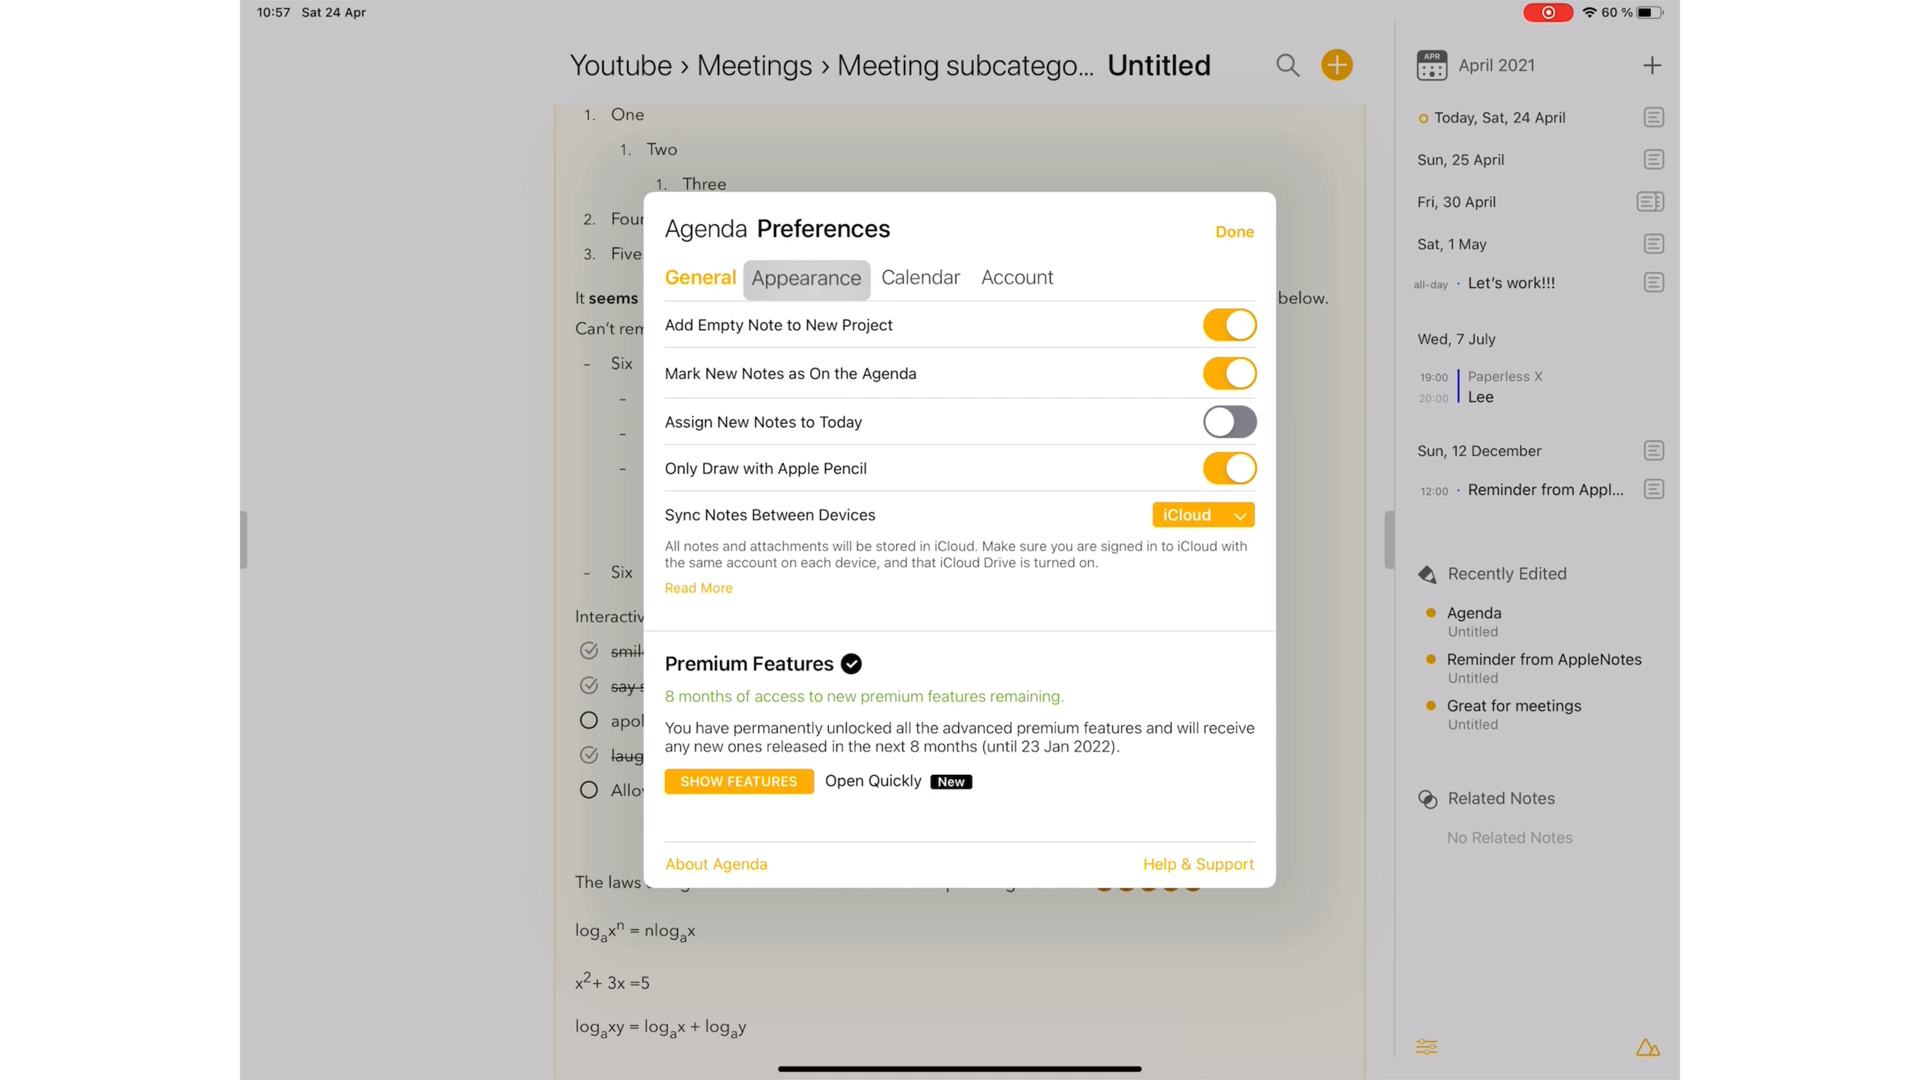 10:57 Sat 24 Apr
60 %
Youtube › Meetings › Meeting subcatego... Untitled
1. One
1. Two
1. Three
2. Four
3. Five
It seems
below.
Can't rem
- Six
-
-
-
- Six
Interactiv
smil
say s
apol
laug
Allo
The laws
logₐxⁿ = nlogₐx
x²+ 3x =5
logₐxy = logₐx + logₐy
Agenda Preferences
Done
General Appearance Calendar Account
Add Empty Note to New Project
Mark New Notes as On the Agenda
Assign New Notes to Today
Only Draw with Apple Pencil
Sync Notes Between Devices
iCloud
All notes and attachments will be stored in iCloud. Make sure you are signed in to iCloud with
the same account on each device, and that iCloud Drive is turned on.
Read More
Premium Features
8 months of access to new premium features remaining.
You have permanently unlocked all the advanced premium features and will receive
any new ones released in the next 8 months (until 23 Jan 2022).
SHOW FEATURES Open Quickly New
About Agenda
Help & Support
APR
April 2021
Today, Sat, 24 April
Sun, 25 April
Fri, 30 April
Sat, 1 May
all-day · Let's work!!!
Wed, 7 July
19:00 Paperless X
20:00 Lee
Sun, 12 December
12:00 · Reminder from Appl...
Recently Edited
Agenda
Untitled
Reminder from AppleNotes
Untitled
Great for meetings
Untitled
Related Notes
No Related Notes